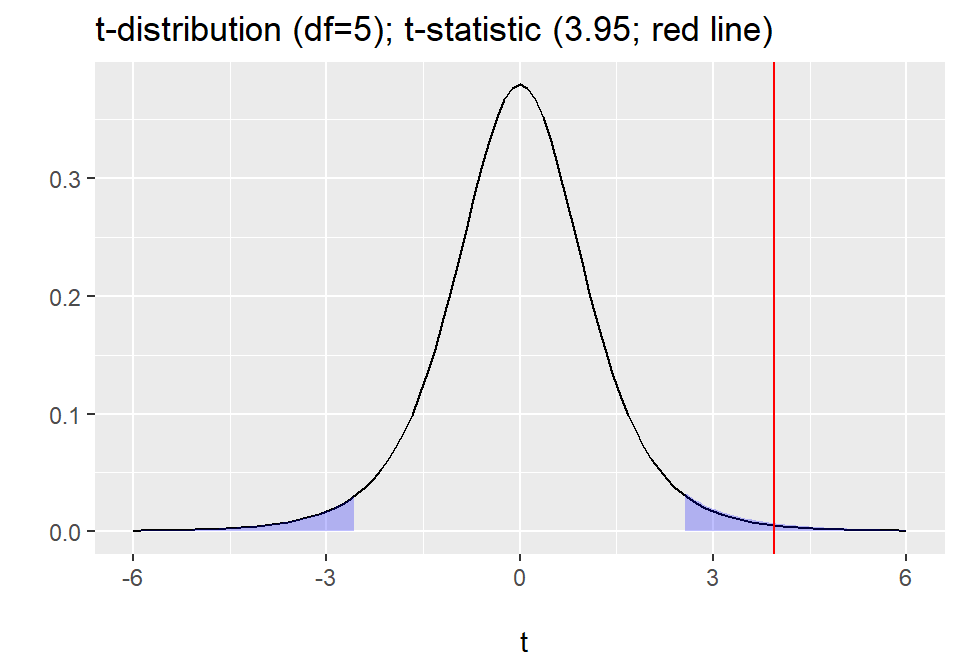 t-distribution (df=5); t-statistic (3.95; red line)
0.3
0.2
0.1
0.0
-6 -3 0 3 6
t